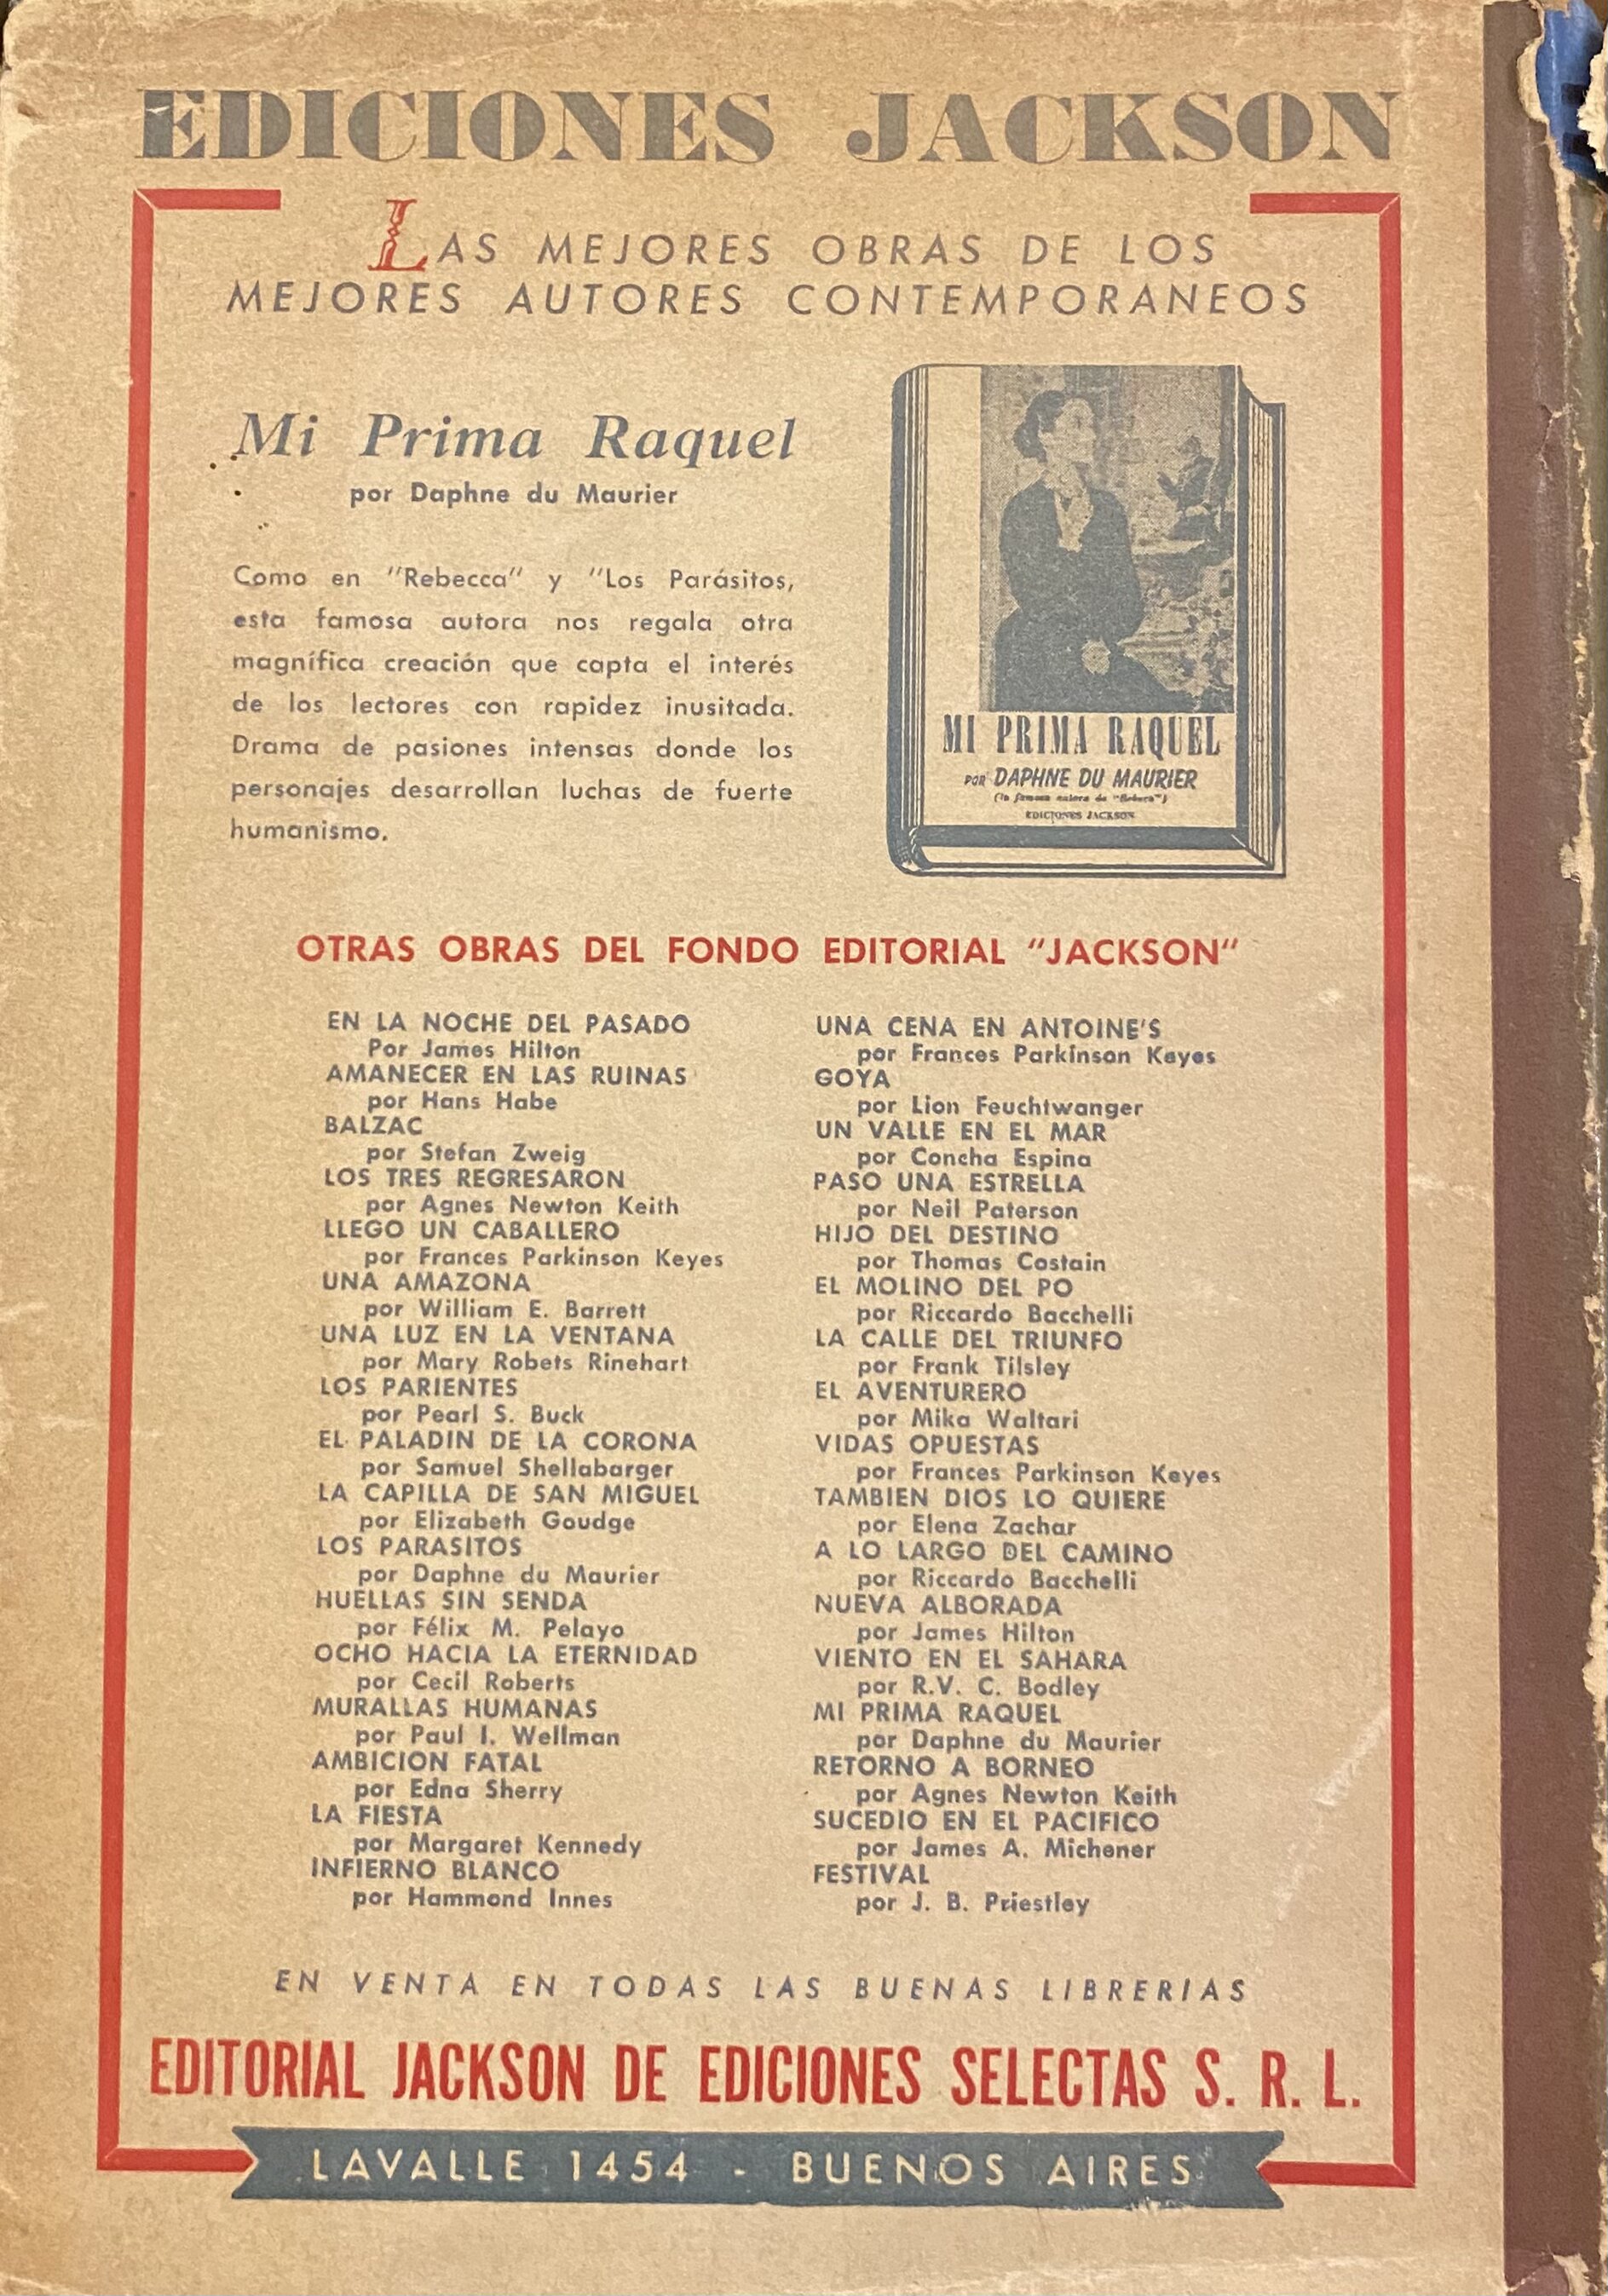 EDICIONES JACKSON
LAS MEJORES OBRAS DE LOS
MEJORES AUTORES CONTEMPORANEOS
Mi Prima Raquel
por Daphne du Maurier
Como en "Rebecca" y "Los Parásitos,
esta famosa autora nos regala otra
magnífica creación que capta el interés
de los lectores con rapidez inusitada.
Drama de pasiones intensas donde los
personajes desarrollan luchas de fuerte
humanismo.
MI PRIMA RAQUEL
POR DAPHNE DU MAURIER
(la famosa autora de "Rebeca")
EDICIONES JACKSON
OTRAS OBRAS DEL FONDO EDITORIAL "JACKSON"
EN LA NOCHE DEL PASADO
Por James Hilton
AMANECER EN LAS RUINAS
por Hans Habe
BALZAC
por Stefan Zweig
LOS TRES REGRESARON
por Agnes Newton Keith
LLEGO UN CABALLERO
por Frances Parkinson Keyes
UNA AMAZONA
por William E. Barrett
UNA LUZ EN LA VENTANA
por Mary Robets Rinehart
LOS PARIENTES
por Pearl S. Buck
EL PALADIN DE LA CORONA
por Samuel Shellabarger
LA CAPILLA DE SAN MIGUEL
por Elizabeth Goudge
LOS PARASITOS
por Daphne du Maurier
HUELLAS SIN SENDA
por Félix M. Pelayo
OCHO HACIA LA ETERNIDAD
por Cecil Roberts
MURALLAS HUMANAS
por Paul I. Wellman
AMBICION FATAL
por Edna Sherry
LA FIESTA
por Margaret Kennedy
INFIERNO BLANCO
por Hammond Innes
UNA CENA EN ANTOINE'S
por Frances Parkinson Keyes
GOYA
por Lion Feuchtwanger
UN VALLE EN EL MAR
por Concha Espina
PASO UNA ESTRELLA
por Neil Paterson
HIJO DEL DESTINO
por Thomas Costain
EL MOLINO DEL PO
por Riccardo Bacchelli
LA CALLE DEL TRIUNFO
por Frank Tilsley
EL AVENTURERO
por Mika Waltari
VIDAS OPUESTAS
por Frances Parkinson Keyes
TAMBIEN DIOS LO QUIERE
por Elena Zachar
A LO LARGO DEL CAMINO
por Riccardo Bacchelli
NUEVA ALBORADA
por James Hilton
VIENTO EN EL SAHARA
por R.V. C. Bodley
MI PRIMA RAQUEL
por Daphne du Maurier
RETORNO A BORNEO
por Agnes Newton Keith
SUCEDIO EN EL PACIFICO
por James A. Michener
FESTIVAL
por J. B. Priestley
EN VENTA EN TODAS LAS BUENAS LIBRERIAS
EDITORIAL JACKSON DE EDICIONES SELECTAS S. R. L.
LAVALLE 1454 - BUENOS AIRES